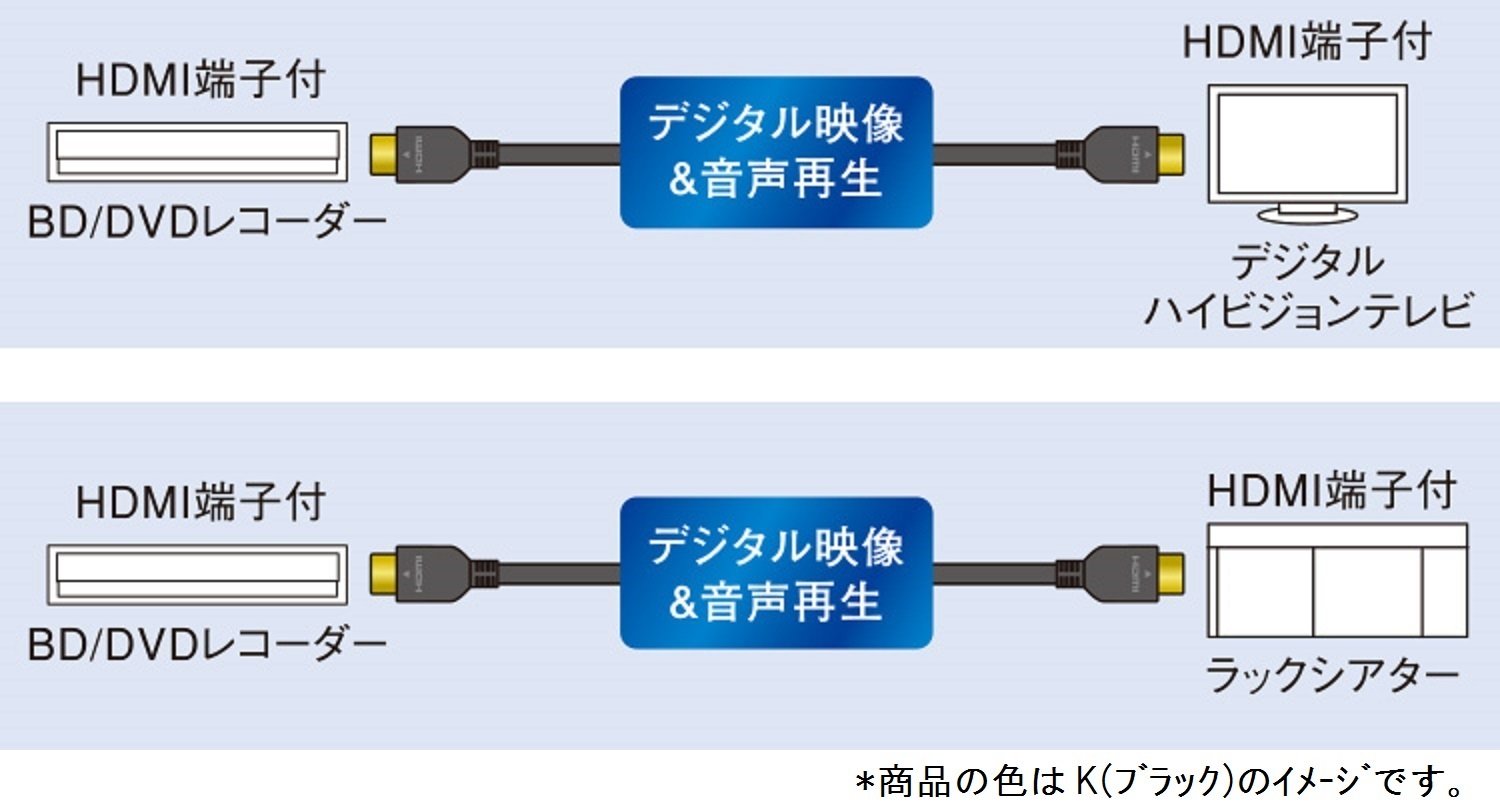 HDMI端子付
BD/DVDレコーダー
HDMI
デジタル映像
&音声再生
HDMI
HDMI端子付
デジタル
ハイビジョンテレビ
HDMI端子付
BD/DVDレコーダー
HDMI
デジタル映像
&音声再生
HDMI
HDMI端子付
ラックシアター
*商品の色はK(ﾌﾞﾗｯｸ)のｲﾒｰｼﾞです。